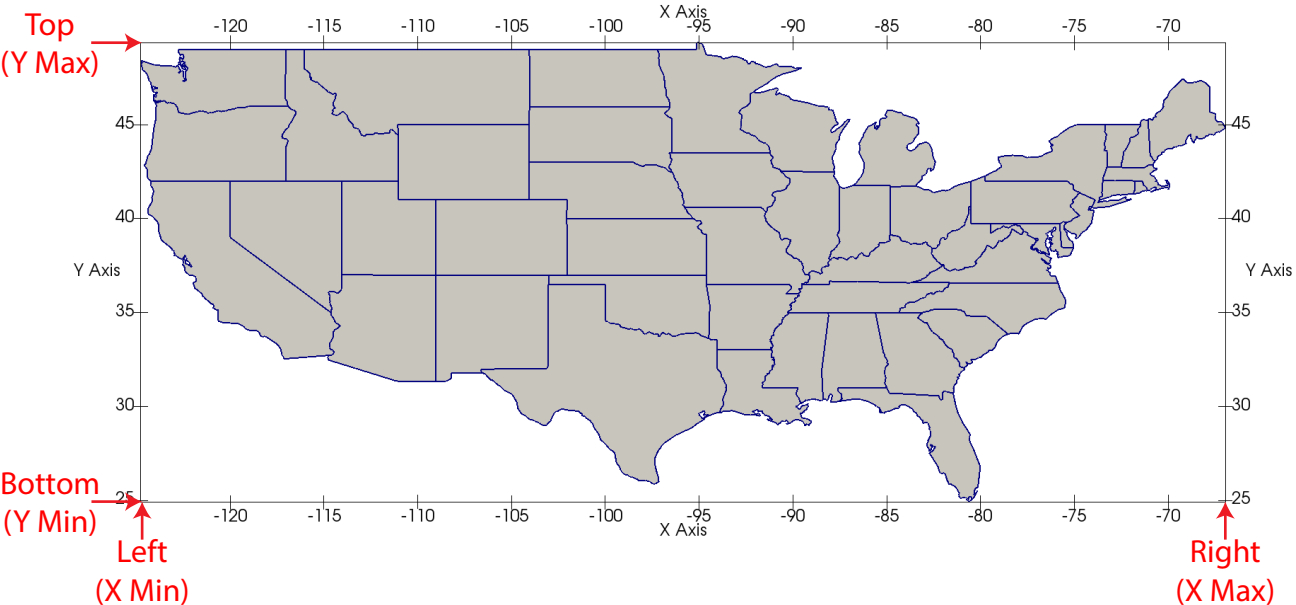 X Axis
Top
(Y Max)
-120 -115 -110 -105 -100 -95 -90 -85 -80 -75 -70
45 45
40 40
Y Axis Y Axis
35 35
30 30
Bottom
(Y Min)
25 25
-120 -115 -110 -105 -100 -95 -90 -85 -80 -75 -70
X Axis
Left
(X Min)
Right
(X Max)